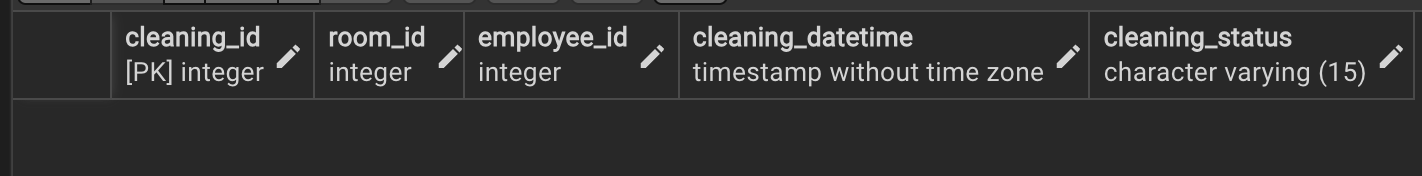 cleaning_id
[PK] integer
room_id
integer
employee_id
integer
cleaning_datetime
timestamp without time zone
cleaning_status
character varying (15)